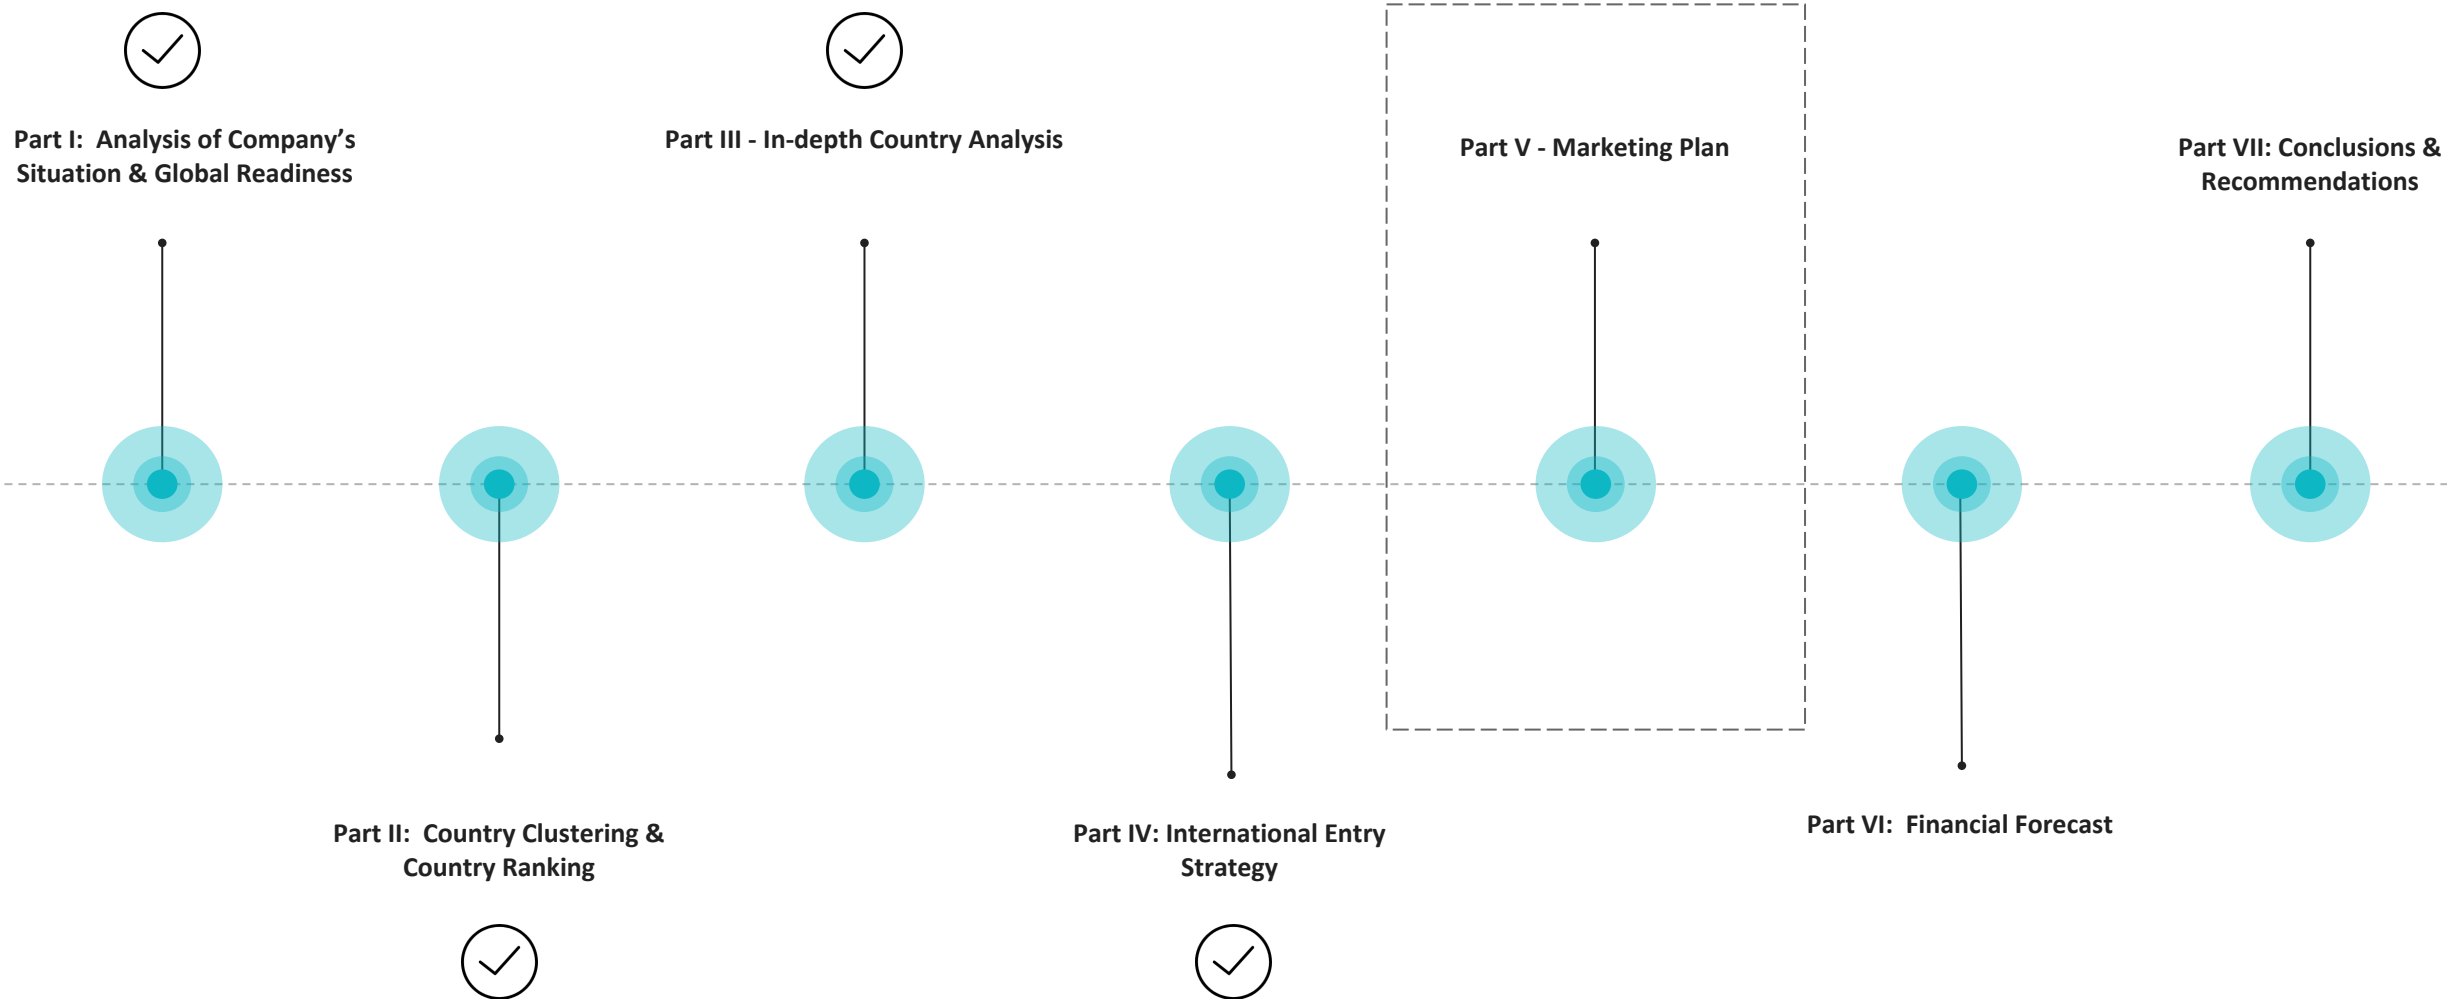 Part I:  Analysis of Company’s
Situation & Global Readiness
Part II:  Country Clustering &
Country Ranking
Part III - In-depth Country Analysis
Part IV: International Entry
Strategy
Part V - Marketing Plan
Part VI:  Financial Forecast
Part VII: Conclusions &
Recommendations